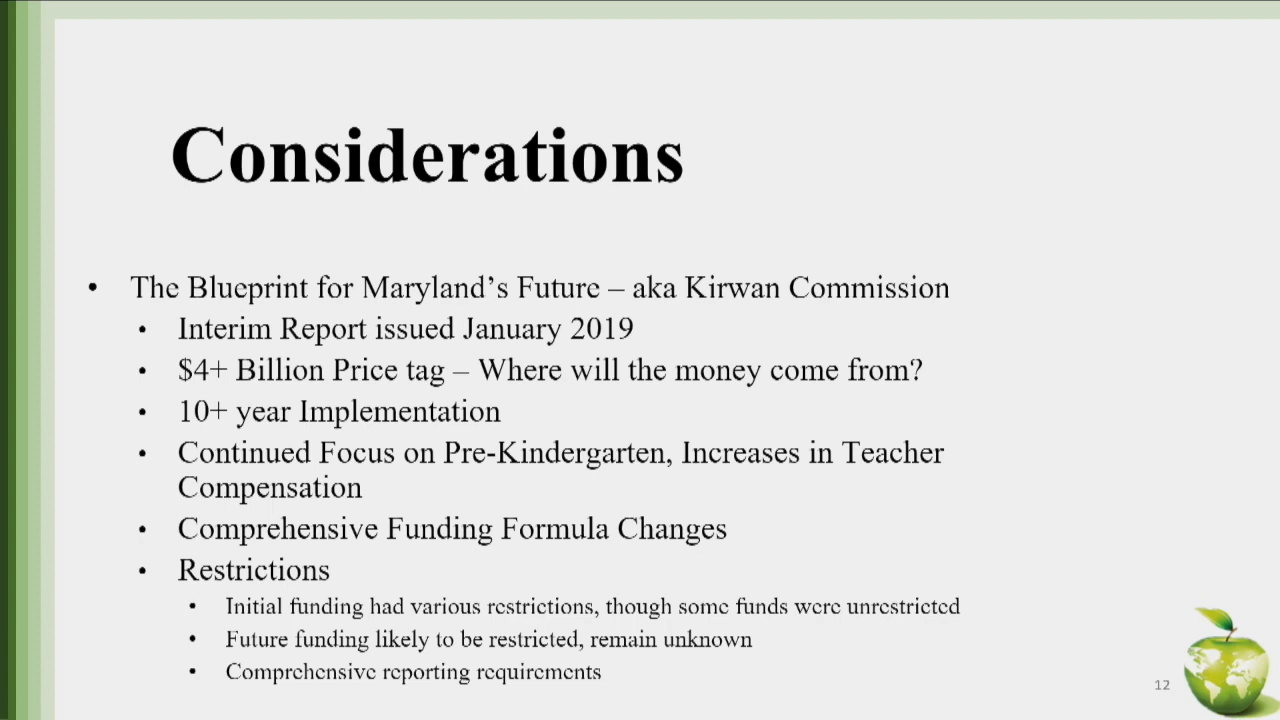 Considerations
• The Blueprint for Maryland’s Future – aka Kirwan Commission
• Interim Report issued January 2019
• $4+ Billion Price tag – Where will the money come from?
• 10+ year Implementation
• Continued Focus on Pre-Kindergarten, Increases in Teacher
Compensation
• Comprehensive Funding Formula Changes
• Restrictions
• Initial funding had various restrictions, though some funds were unrestricted
• Future funding likely to be restricted, remain unknown
• Comprehensive reporting requirements
12